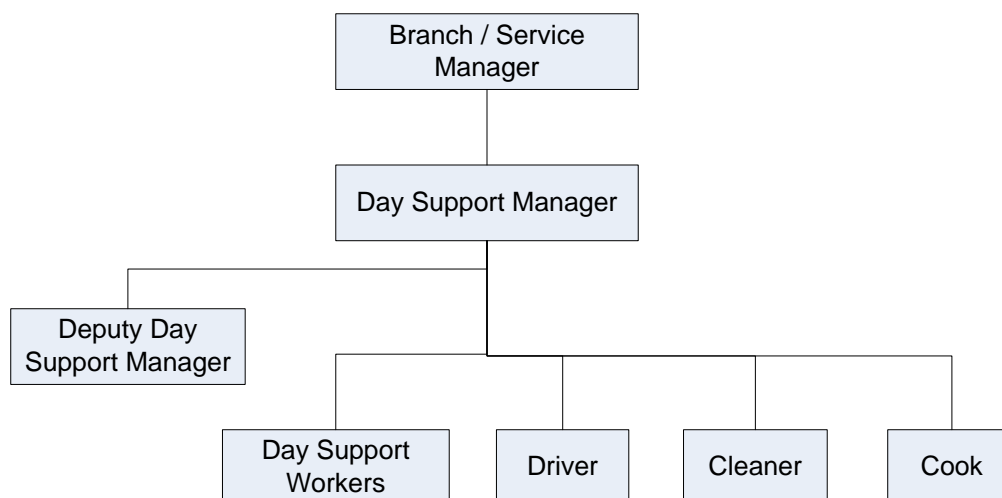 Branch / Service
Manager
Day Support Manager
Deputy Day
Support Manager
Day Support
Workers
Driver
Cleaner
Cook